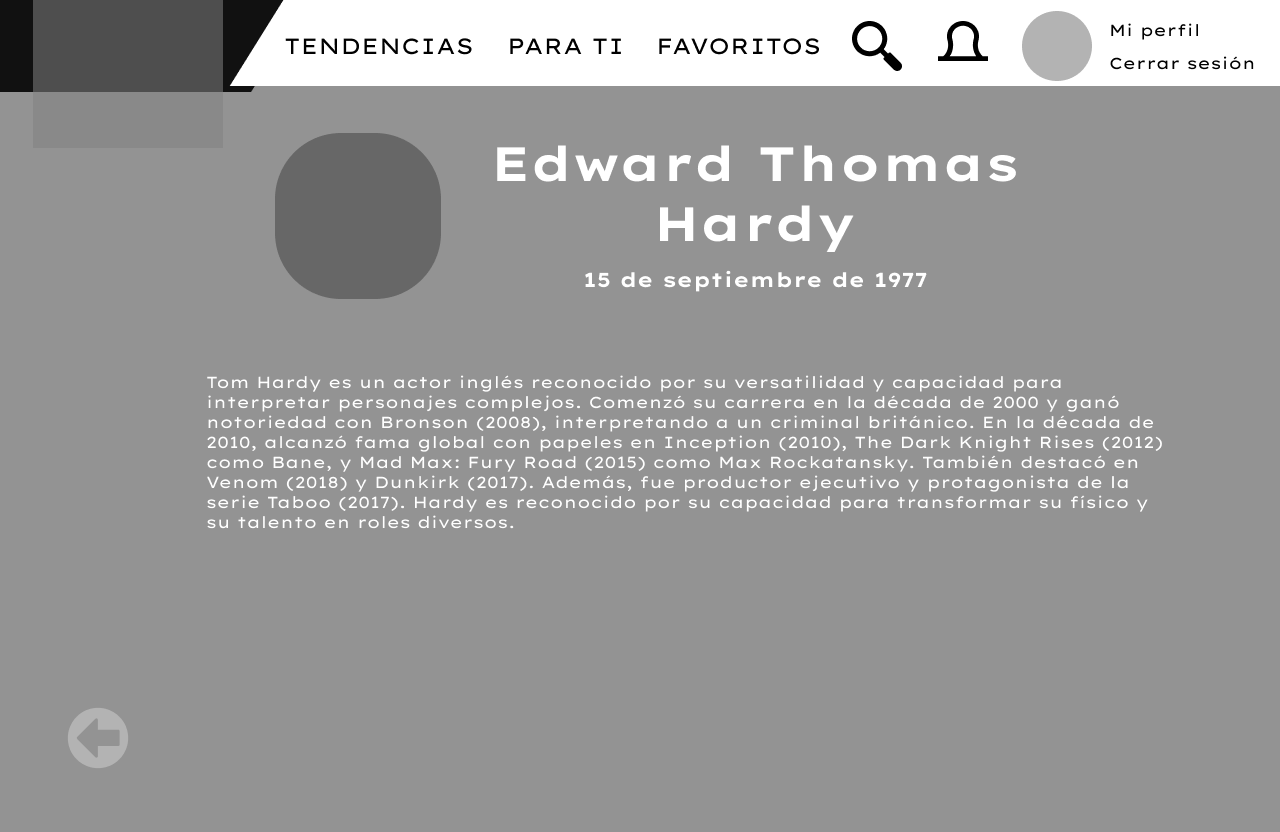 TENDENCIAS PARA TI FAVORITOS
Mi perfil
Cerrar sesión
Edward Thomas
Hardy
15 de septiembre de 1977
Tom Hardy es un actor inglés reconocido por su versatilidad y capacidad para
interpretar personajes complejos. Comenzó su carrera en la década de 2000 y ganó
notoriedad con Bronson (2008), interpretando a un criminal británico. En la década de
2010, alcanzó fama global con papeles en Inception (2010), The Dark Knight Rises (2012)
como Bane, y Mad Max: Fury Road (2015) como Max Rockatansky. También destacó en
Venom (2018) y Dunkirk (2017). Además, fue productor ejecutivo y protagonista de la
serie Taboo (2017). Hardy es reconocido por su capacidad para transformar su físico y
su talento en roles diversos.